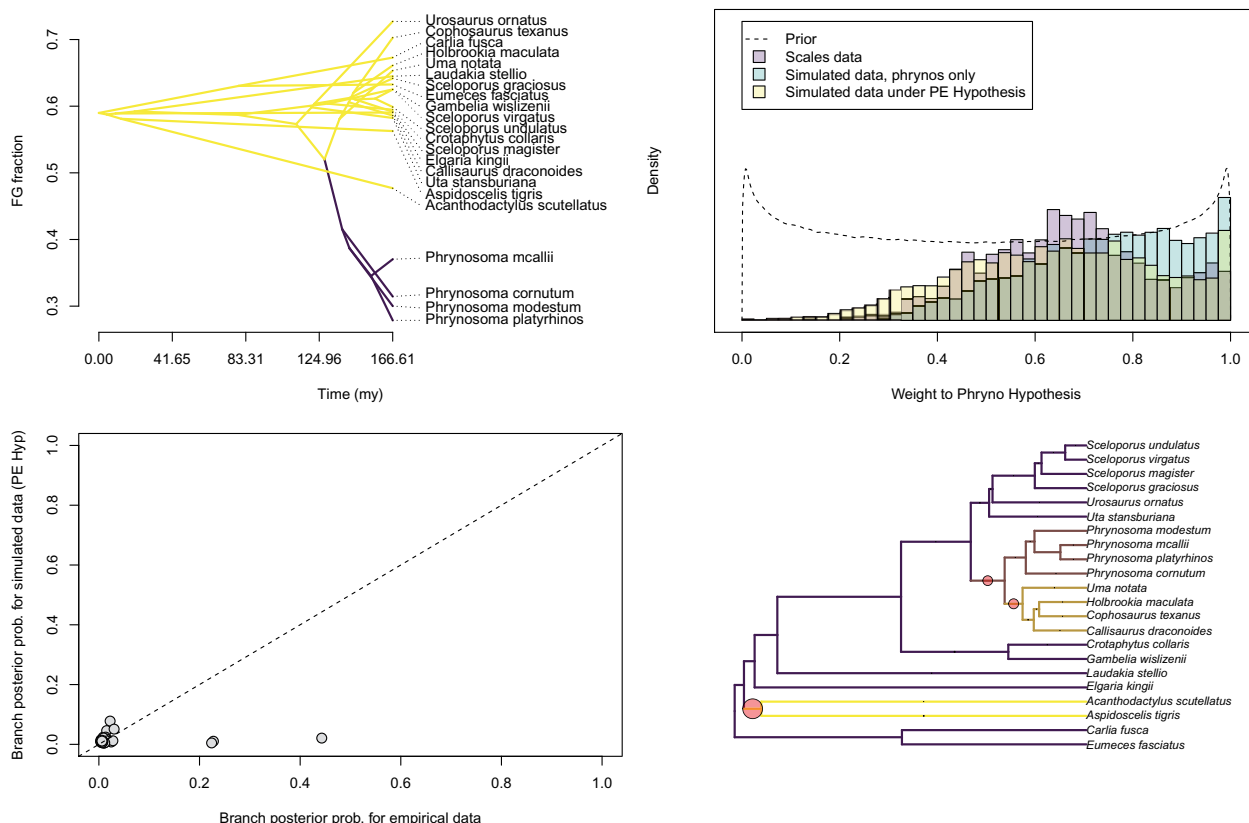 FG fraction
0.7
0.6
0.5
0.4
0.3
Urosaurus ornatus
Cophosaurus texanus
Carlia fusca
Holbrookia maculata
Uma notata
Laudakia stellio
Sceloporus graciosus
Eumeces fasciatus
Gambelia wislizenii
Sceloporus virgatus
Sceloporus undulatus
Crotaphytus collaris
Sceloporus magister
Elgaria kingii
Callisaurus draconoides
Uta stansburiana
Aspidoscelis tigris
Acanthodactylus scutellatus
Phrynosoma mcallii
Phrynosoma cornutum
Phrynosoma modestum
Phrynosoma platyrhinos
0.00 41.65 83.31 124.96 166.61
Time (my)
Prior
Scales data
Simulated data, phrynos only
Simulated data under PE Hypothesis
Density
0.0 0.2 0.4 0.6 0.8 1.0
Weight to Phryno Hypothesis
Branch posterior prob. for simulated data (PE Hyp)
1.0
0.8
0.6
0.4
0.2
0.0
0.0 0.2 0.4 0.6 0.8 1.0
Branch posterior prob. for empirical data
Sceloporus undulatus
Sceloporus virgatus
Sceloporus magister
Sceloporus graciosus
Urosaurus ornatus
Uta stansburiana
Phrynosoma modestum
Phrynosoma mcallii
Phrynosoma platyrhinos
Phrynosoma cornutum
Uma notata
Holbrookia maculata
Cophosaurus texanus
Callisaurus draconoides
Crotaphytus collaris
Gambelia wislizenii
Laudakia stellio
Elgaria kingii
Acanthodactylus scutellatus
Aspidoscelis tigris
Carlia fusca
Eumeces fasciatus